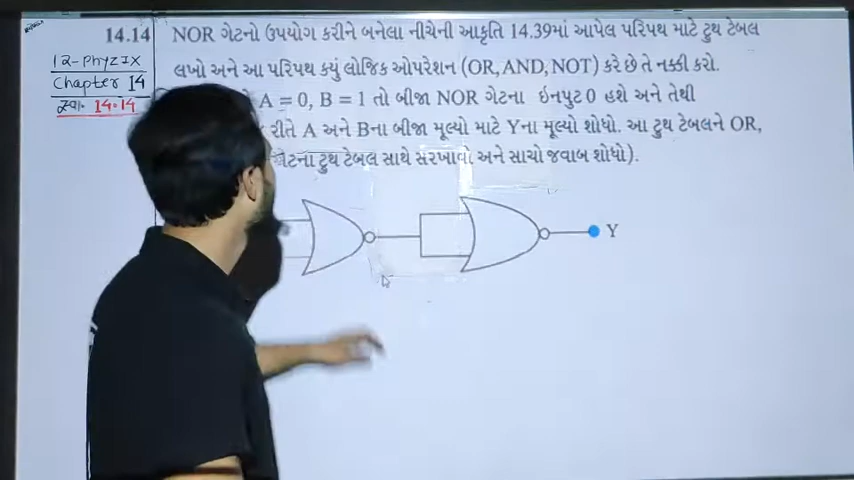 14.14 NOR ગેટનો ઉપયોગ કરીને બનેલા નીચેની આકૃતિ 14.39માં આપેલ પરિપથ માટે ટ્રુથ ટેબલ
લખો અને આ પરિપથ કયું લોજિક ઓપરેશન (OR, AND, NOT) કરે છે તે નક્કી કરો.
A = 0, B = 1 તો બીજા NOR ગેટના ઇનપુટ 0 હશે અને તેથી
રીતે A અને Bના બીજા મૂલ્યો માટે Yના મૂલ્યો શોધો. આ ટ્રુથ ટેબલને OR,
ગેટના ટ્રુથ ટેબલ સાથે સરખાવો અને સાચો જવાબ શોધો).
12-PhyzIX
Chapter 14
સ્વા. 14.14
Y